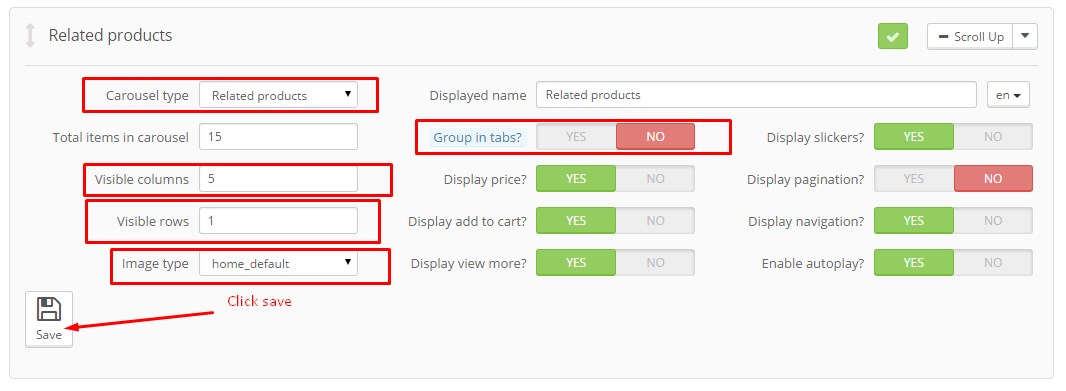 Related products
Scroll Up
Carousel type Related products Displayed name Related products en
Total items in carousel 15 Group in tabs? YES NO Display slickers? YES NO
Visible columns 5 Display price? YES NO Display pagination? YES NO
Visible rows 1 Display add to cart? YES NO Display navigation? YES NO
Image type home_default Display view more? YES NO Enable autoplay? YES NO
Click save
Save